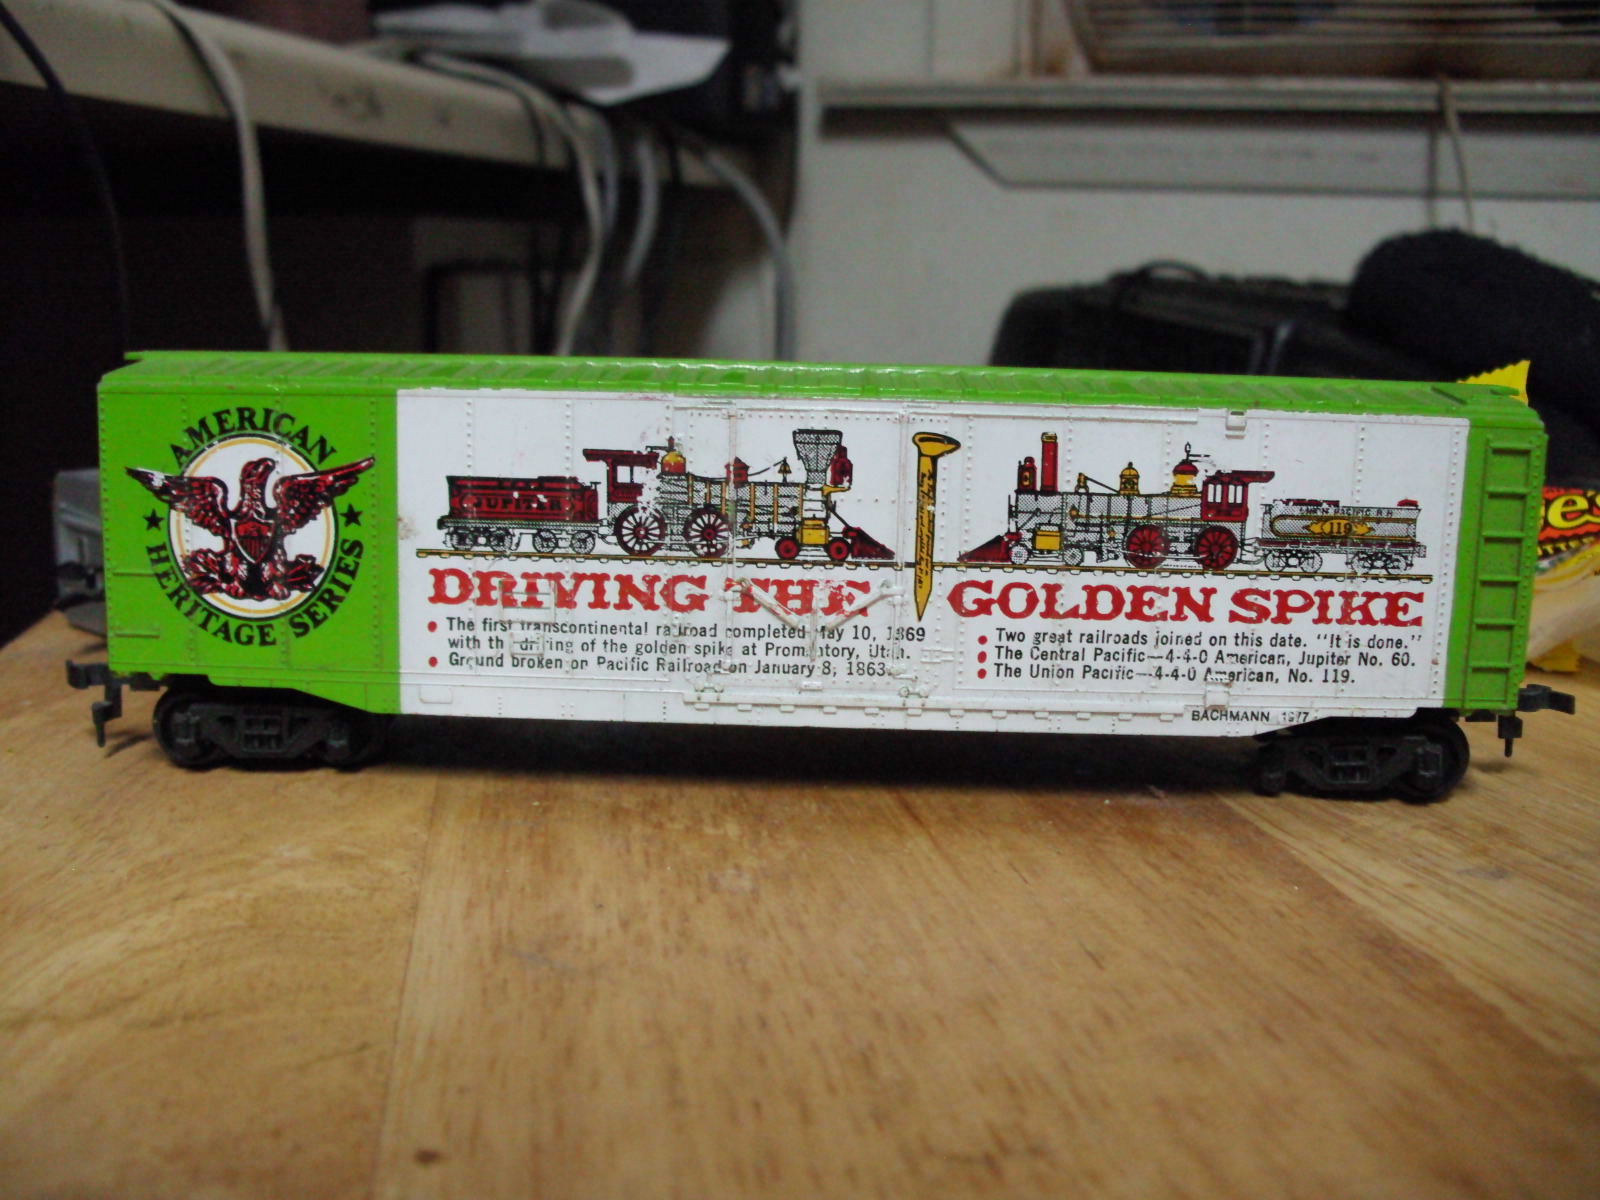 AMERICAN
HERITAGE SERIES
JUPITER
UNION PACIFIC R.R.
119
DRIVING THE GOLDEN SPIKE
The first transcontinental railroad completed May 10, 1869
with the driving of the golden spike at Promontory, Utah.
Ground broken on Pacific Railroad on January 8, 1863.
Two great railroads joined on this date. "It is done."
The Central Pacific—4-4-0 American, Jupiter No. 60.
The Union Pacific—4-4-0 American, No. 119.
BACHMANN 1977